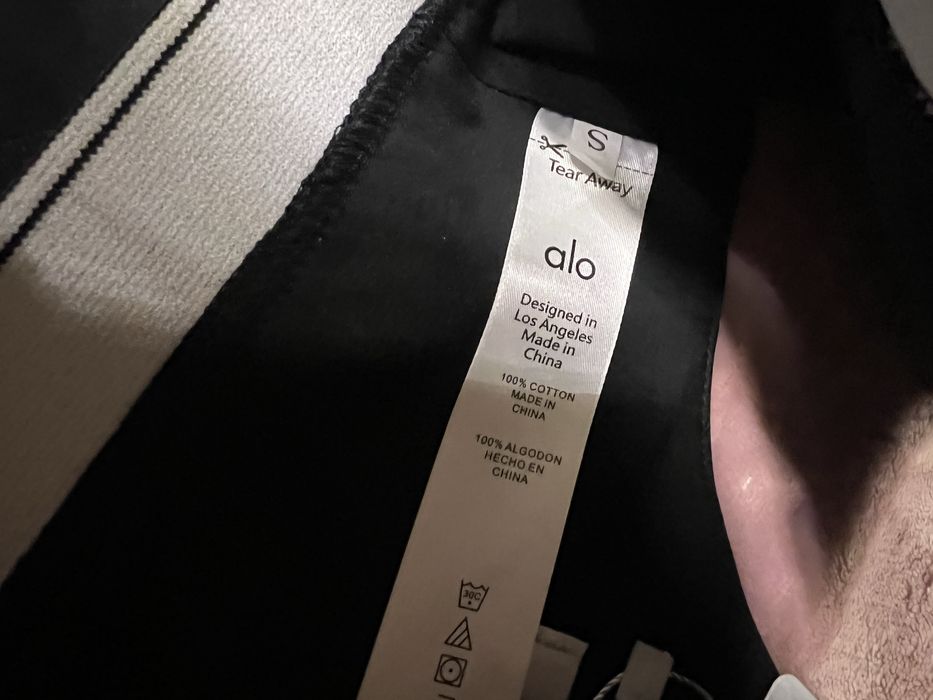 S
Tear Away
alo
Designed in
Los Angeles
Made in
China
100% COTTON
MADE IN
CHINA
100% ALGODON
HECHO EN
CHINA
30C